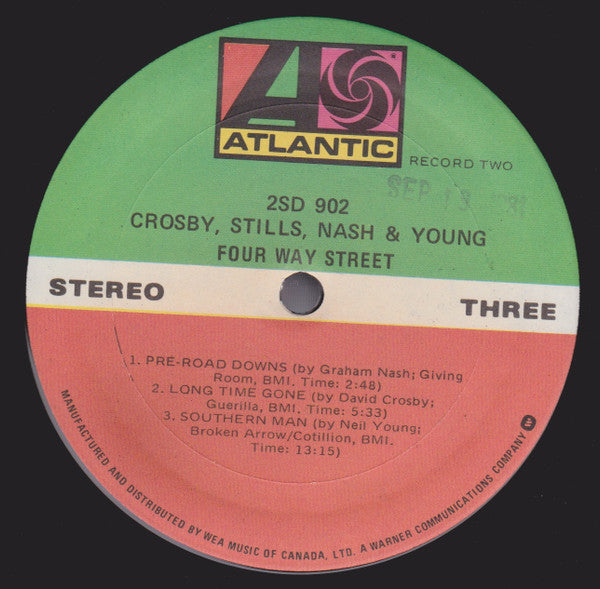 ATLANTIC
RECORD TWO
SEP 13
2SD 902
CROSBY, STILLS, NASH & YOUNG
FOUR WAY STREET
STEREO
THREE
1. PRE-ROAD DOWNS (by Graham Nash; Giving
Room, BMI. Time: 2:48)
2. LONG TIME GONE (by David Crosby;
Guerilla, BMI. Time: 5:33)
3. SOUTHERN MAN (by Neil Young;
Broken Arrow/Cotillion, BMI.
Time: 13:15)
MANUFACTURED AND DISTRIBUTED BY WEA MUSIC OF CANADA, LTD. A WARNER COMMUNICATIONS COMPANY